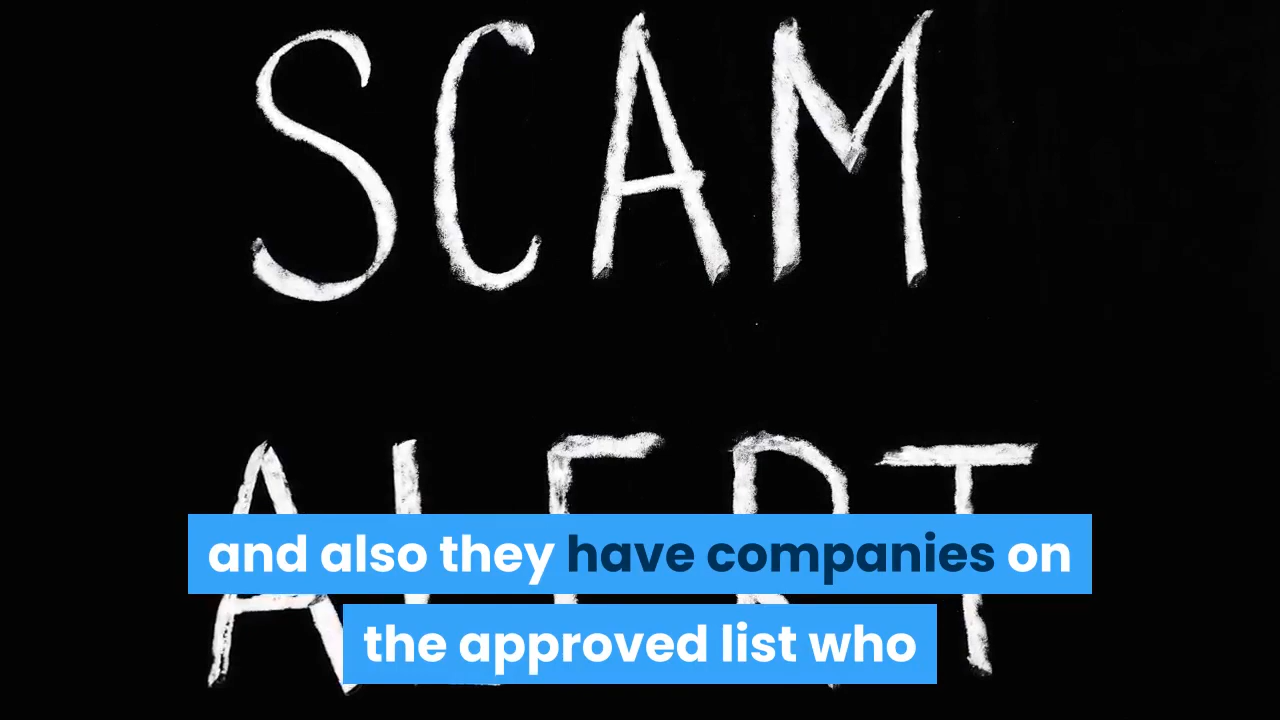 SCAM
ALERT
and also they have companies on
the approved list who